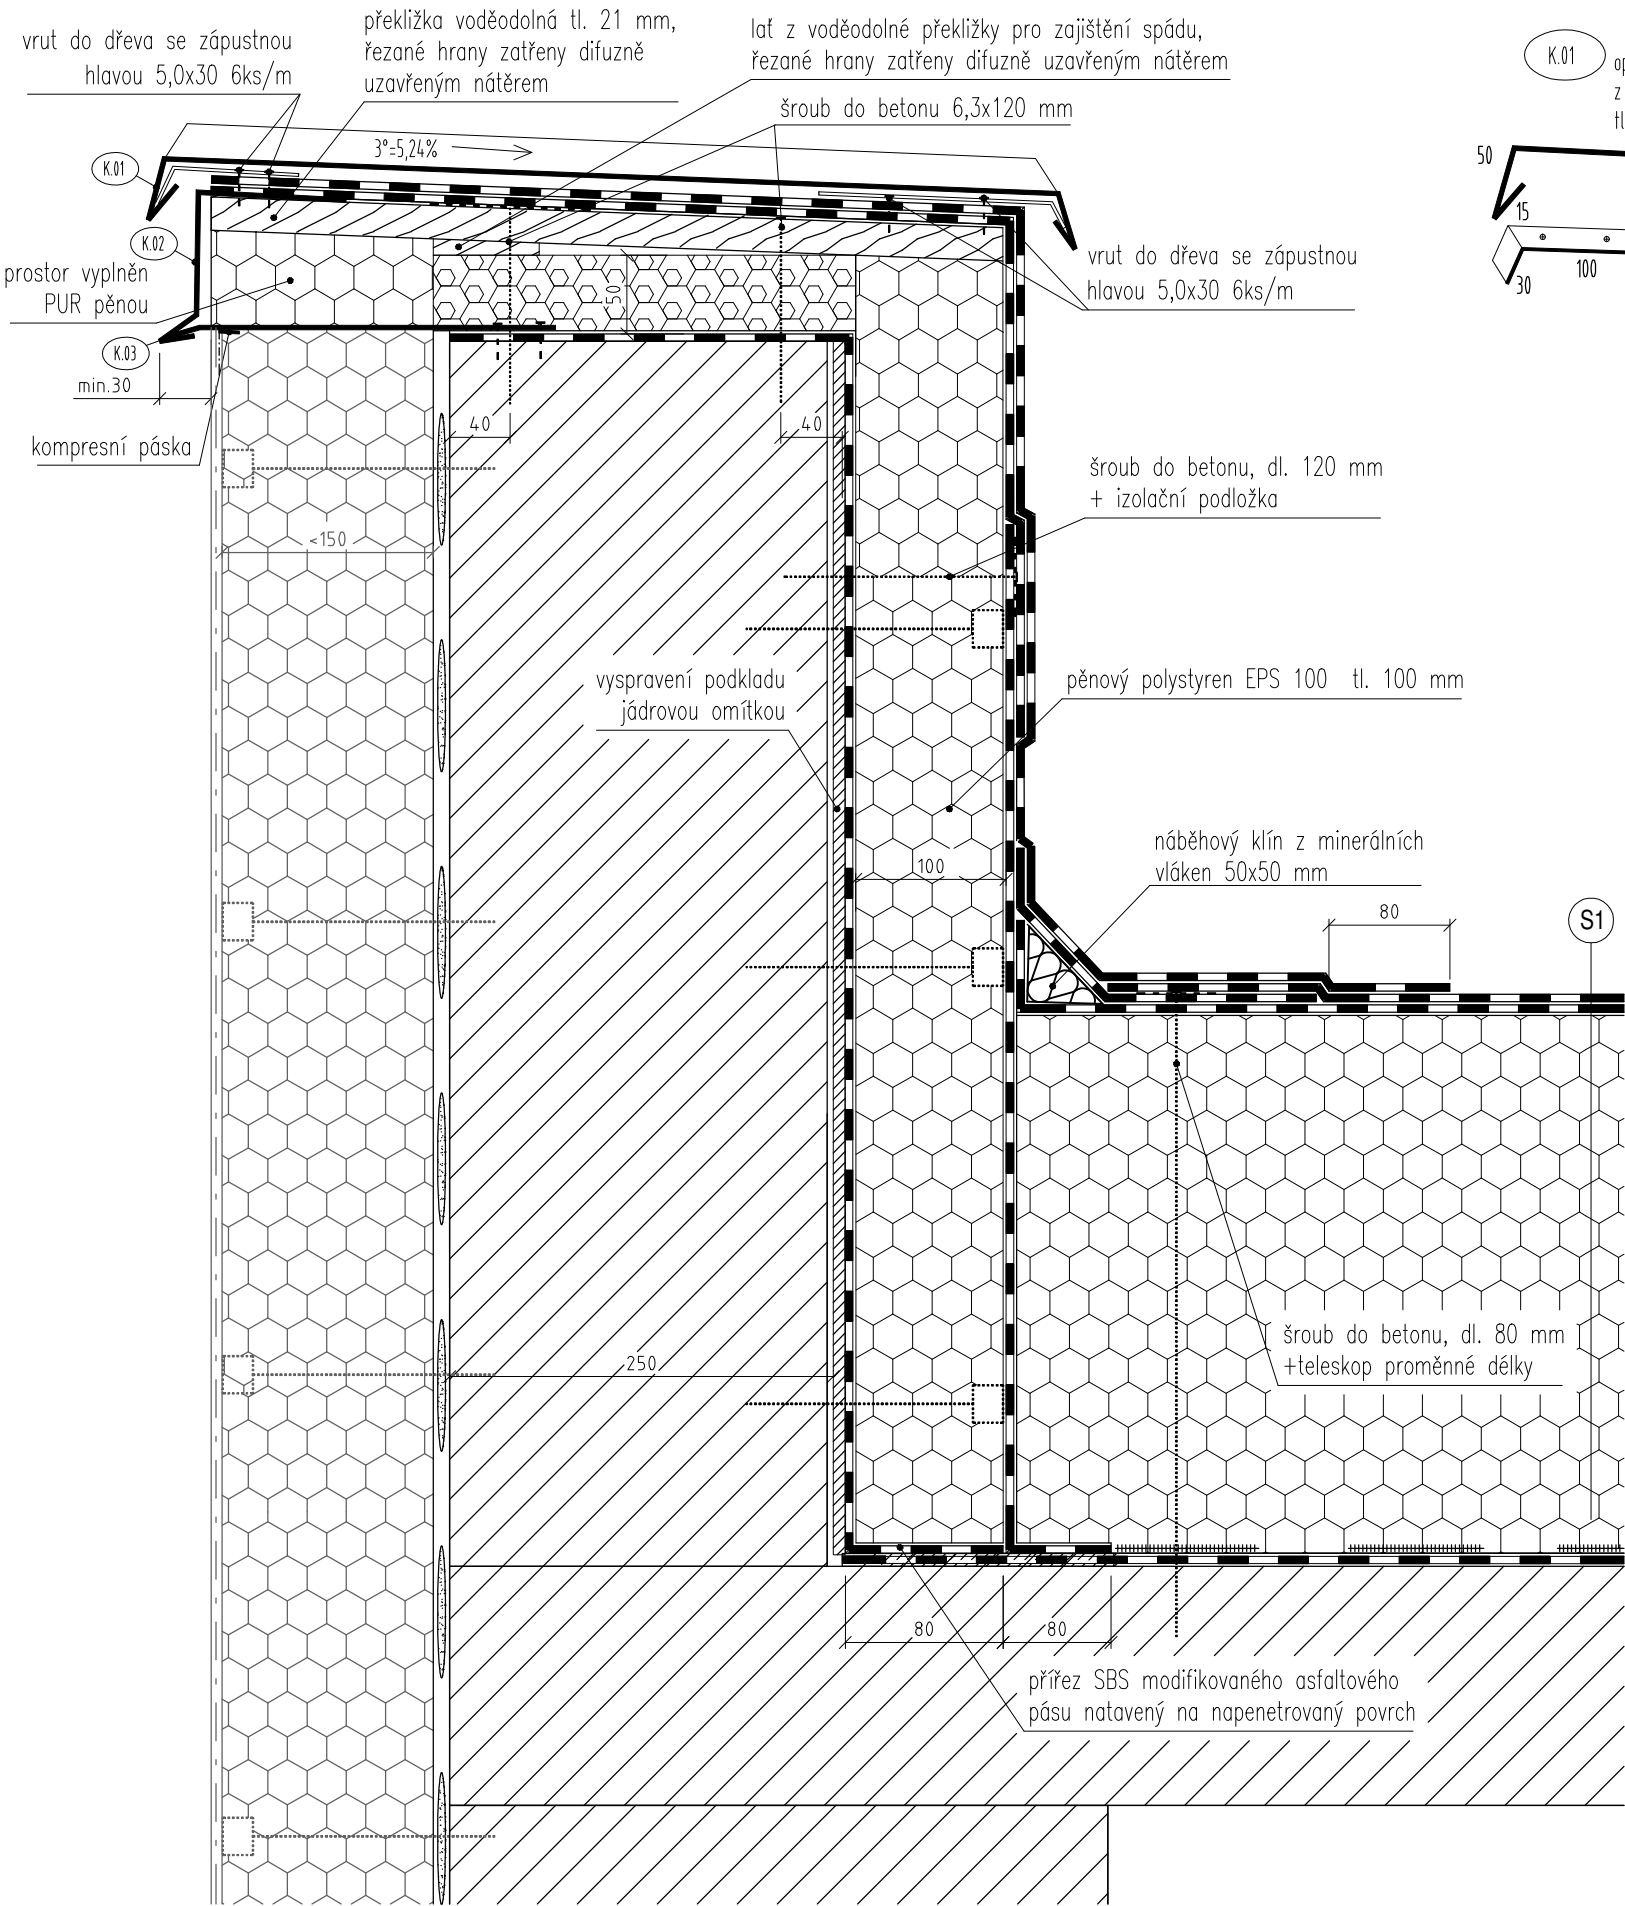 vrut do dřeva se zápustnou
hlavou 5,0x30 6ks/m
překližka voděodolná tl. 21 mm,
řezané hrany zatřeny difuzně
uzavřeným nátěrem
lať z voděodolné překližky pro zajištění spádu,
řezané hrany zatřeny difuzně uzavřeným nátěrem
šroub do betonu 6,3x120 mm
K.01
z
tl
50
15
100
30
3°=5,24%
K.01
K.02
prostor vyplněn
PUR pěnou
K.03
min.30
kompresní páska
vrut do dřeva se zápustnou
hlavou 5,0x30 6ks/m
<50
40
40
šroub do betonu, dl. 120 mm
+ izolační podložka
<150
vyspravení podkladu
jádrovou omítkou
pěnový polystyren EPS 100 tl. 100 mm
100
náběhový klín z minerálních
vláken 50x50 mm
80
S1
250
šroub do betonu, dl. 80 mm
+teleskop proměnné délky
80
80
přířez SBS modifikovaného asfaltového
pásu natavený na napenetrovaný povrch